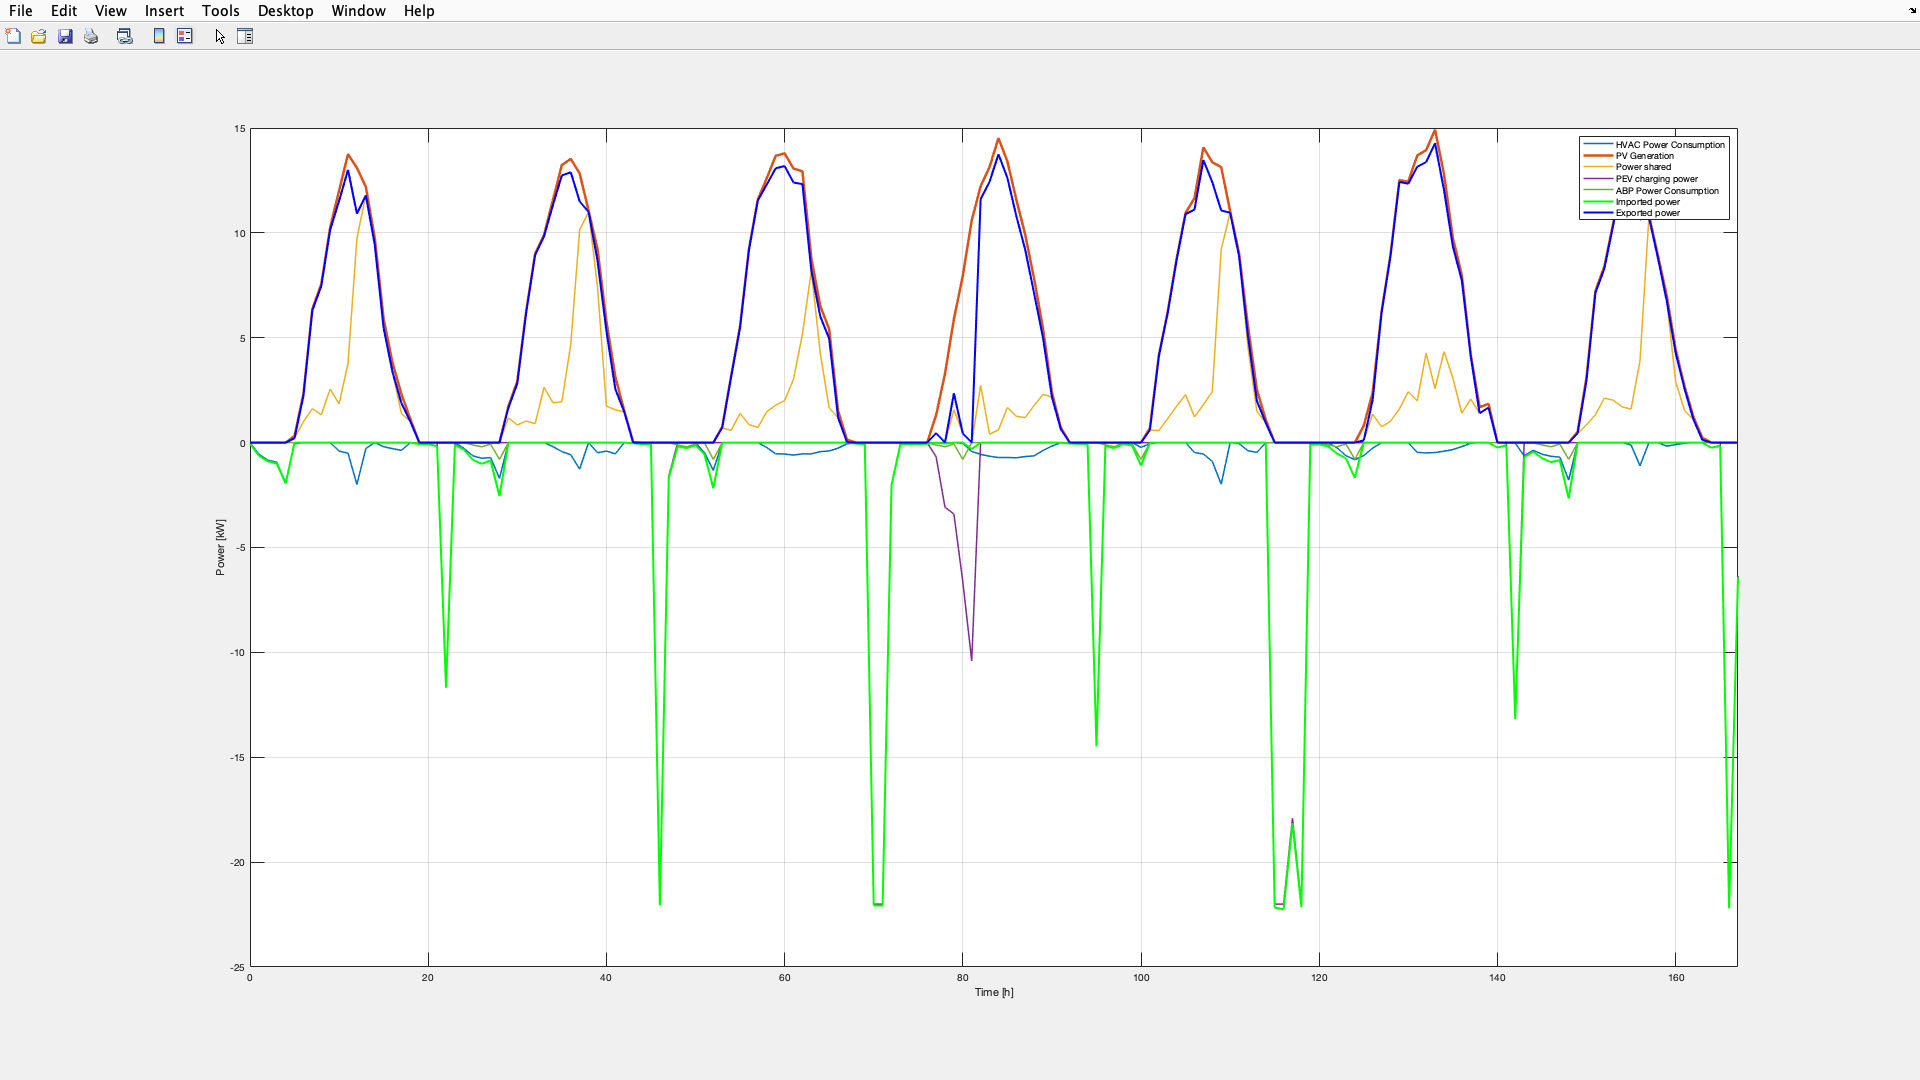 File Edit View Insert Tools Desktop Window Help
HVAC Power Consumption
PV Generation
Power shared
PEV charging power
ABP Power Consumption
Imported power
Exported power
15
10
5
0
-5
-10
-15
-20
-25
Power [kW]
0 20 40 60 80 100 120 140 160
Time [h]